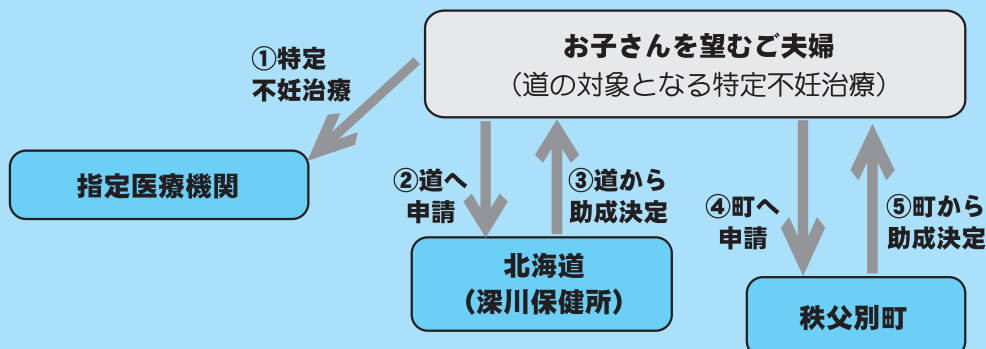 お子さんを望むご夫婦
（道の対象となる特定不妊治療）
①特定
不妊治療
指定医療機関
②道へ
申請
③道から
助成決定
北海道
（深川保健所）
④町へ
申請
⑤町から
助成決定
秩父別町